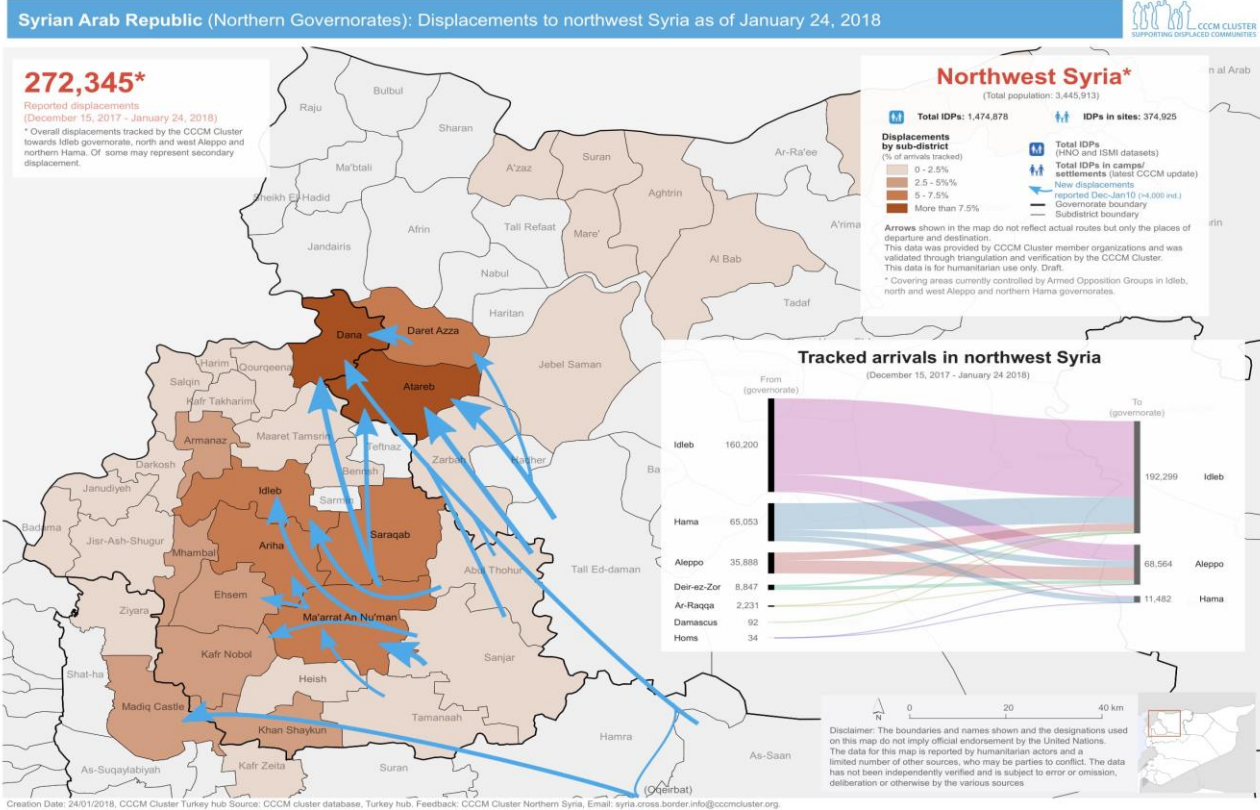 Syrian Arab Republic (Northern Governorates): Displacements to northwest Syria as of January 24, 2018
CCCM CLUSTER
SUPPORTING DISPLACED COMMUNITIES
272,345*
Reported displacements
(December 15, 2017 - January 24, 2018)
* Overall displacements tracked by the CCCM Cluster
towards Idleb governorate, north and west Aleppo and
northern Hama. Of some may represent secondary
displacement.
Northwest Syria*
(Total population: 3,445,913)
Total IDPs: 1,474,878
IDPs in sites: 374,925
Displacements
by sub-district
(% of arrivals tracked)
0 - 2.5%
2.5 - 5%%
5 - 7.5%
More than 7.5%
Total IDPs
(HNO and ISMI datasets)
Total IDPs in camps/
settlements (latest CCCM update)
New displacements
reported Dec-Jan10 (>4,000 ind.)
Governorate boundary
Subdistrict boundary
Arrows shown in the map do not reflect actual routes but only the places of
departure and destination.
This data was provided by CCCM Cluster member organizations and was
validated through triangulation and verification by the CCCM Cluster.
This data is for humanitarian use only. Draft.
* Covering areas currently controlled by Armed Opposition Groups in Idleb,
north and west Aleppo and northern Hama governorates.
n al Arab
Bulbul
Raju
Sharan
Ma'btali
A'zaz
Suran
Ar-Ra'ee
Aghtrin
Sheikh El-Hadid
Afrin
Tall Refaat
Mare'
A'rima
rin
Jandairis
Nabul
Al Bab
Tadaf
Haritan
Dana
Daret Azza
Harim
Qourqeena
Jebel Saman
Salqin
Atareb
Kafr Takharim
Armanaz
Maaret Tamsrin
Teftnaz
Zarbah
Hadher
Ba
Darkosh
Bennsh
Janudiyeh
Idleb
Sarmin
Badama
Jisr-Ash-Shugur
Mhambal
Ariha
Saraqab
Abul Thohur
Tall Ed-daman
Ehsem
Ziyara
Ma'arrat An Nu'man
Kafr Nobol
Sanjar
Shat-ha
Heish
Madiq Castle
Tamanaah
Khan Shaykun
Hamra
As-Saan
As-Suqaylabiyah
Kafr Zeita
Suran
(Oqeirbat)
Tracked arrivals in northwest Syria
(December 15, 2017 - January 24 2018)
From
(governorate)
To
(governorate)
Idleb 160,200
Hama 65,053
Aleppo 35,888
Deir-ez-Zor 8,847
Ar-Raqqa 2,231
Damascus 92
Homs 34
192,299 Idleb
68,564 Aleppo
11,482 Hama
N
0 20 40 km
Disclaimer: The boundaries and names shown and the designations used
on this map do not imply official endorsement by the United Nations.
The data for this map is reported by humanitarian actors and a
limited number of other sources, who may be parties to conflict. The data
has not been independently verified and is subject to error or omission,
deliberation or otherwise by the various sources
Creation Date: 24/01/2018, CCCM Cluster Turkey hub Source: CCCM cluster database, Turkey hub. Feedback: CCCM Cluster Northern Syria, Email: syria.cross.border.info@cccmcluster.org.